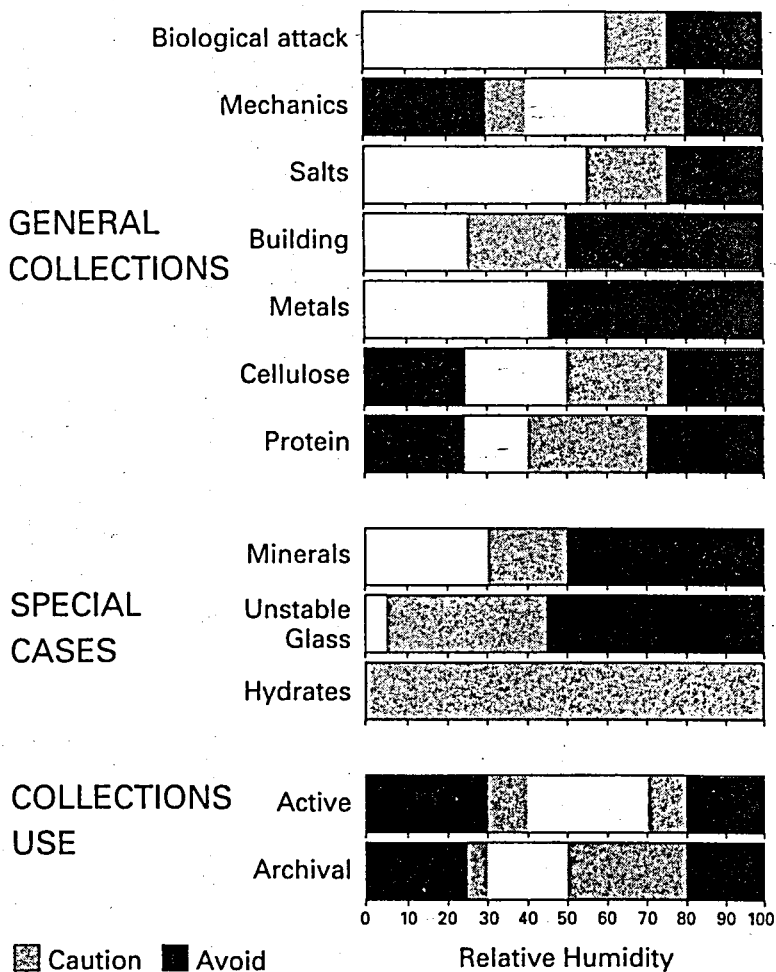 Biological attack
Mechanics
Salts
GENERAL
COLLECTIONS
Building
Metals
Cellulose
Protein
Minerals
SPECIAL
CASES
Unstable
Glass
Hydrates
COLLECTIONS
USE
Active
Archival
0 10 20 30 40 50 60 70 80 90 100
Caution Avoid Relative Humidity